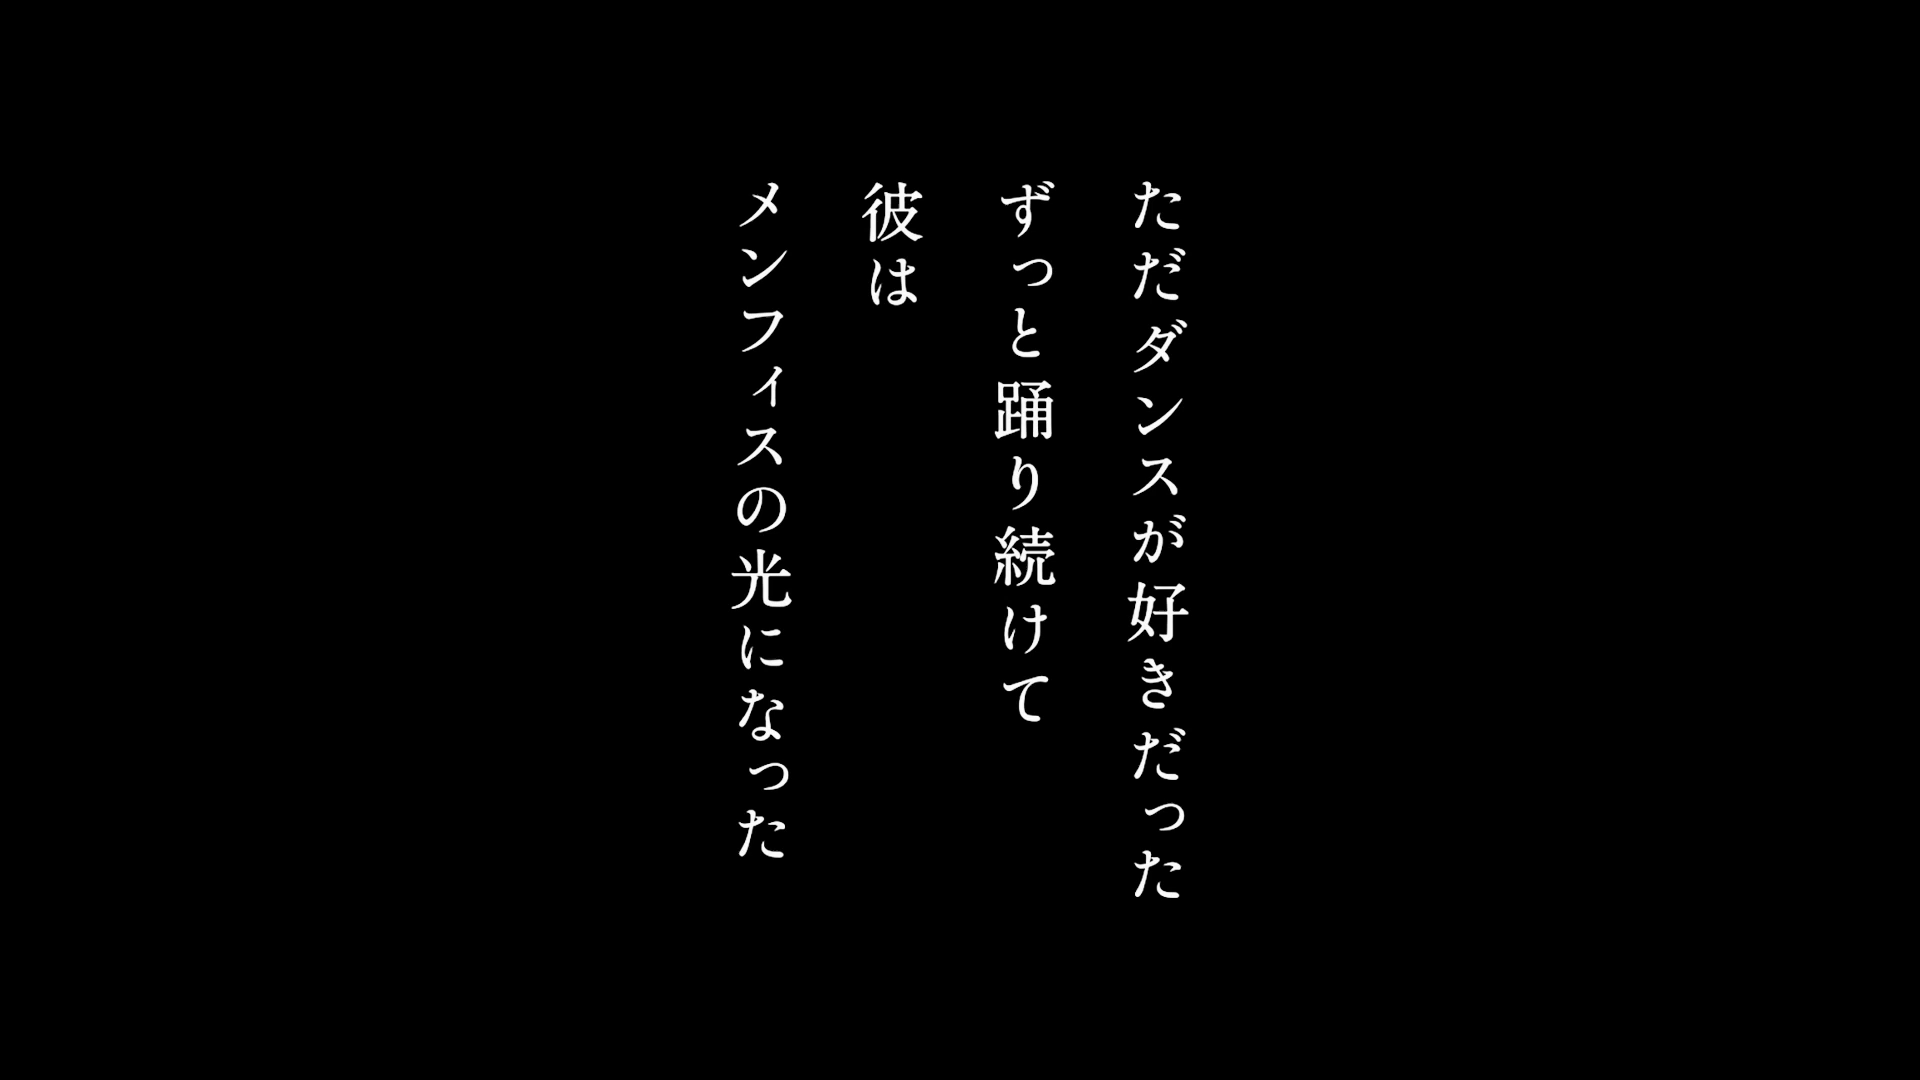 ただダンスが好きだった
ずっと踊り続けて
彼は
メンフィスの光になった